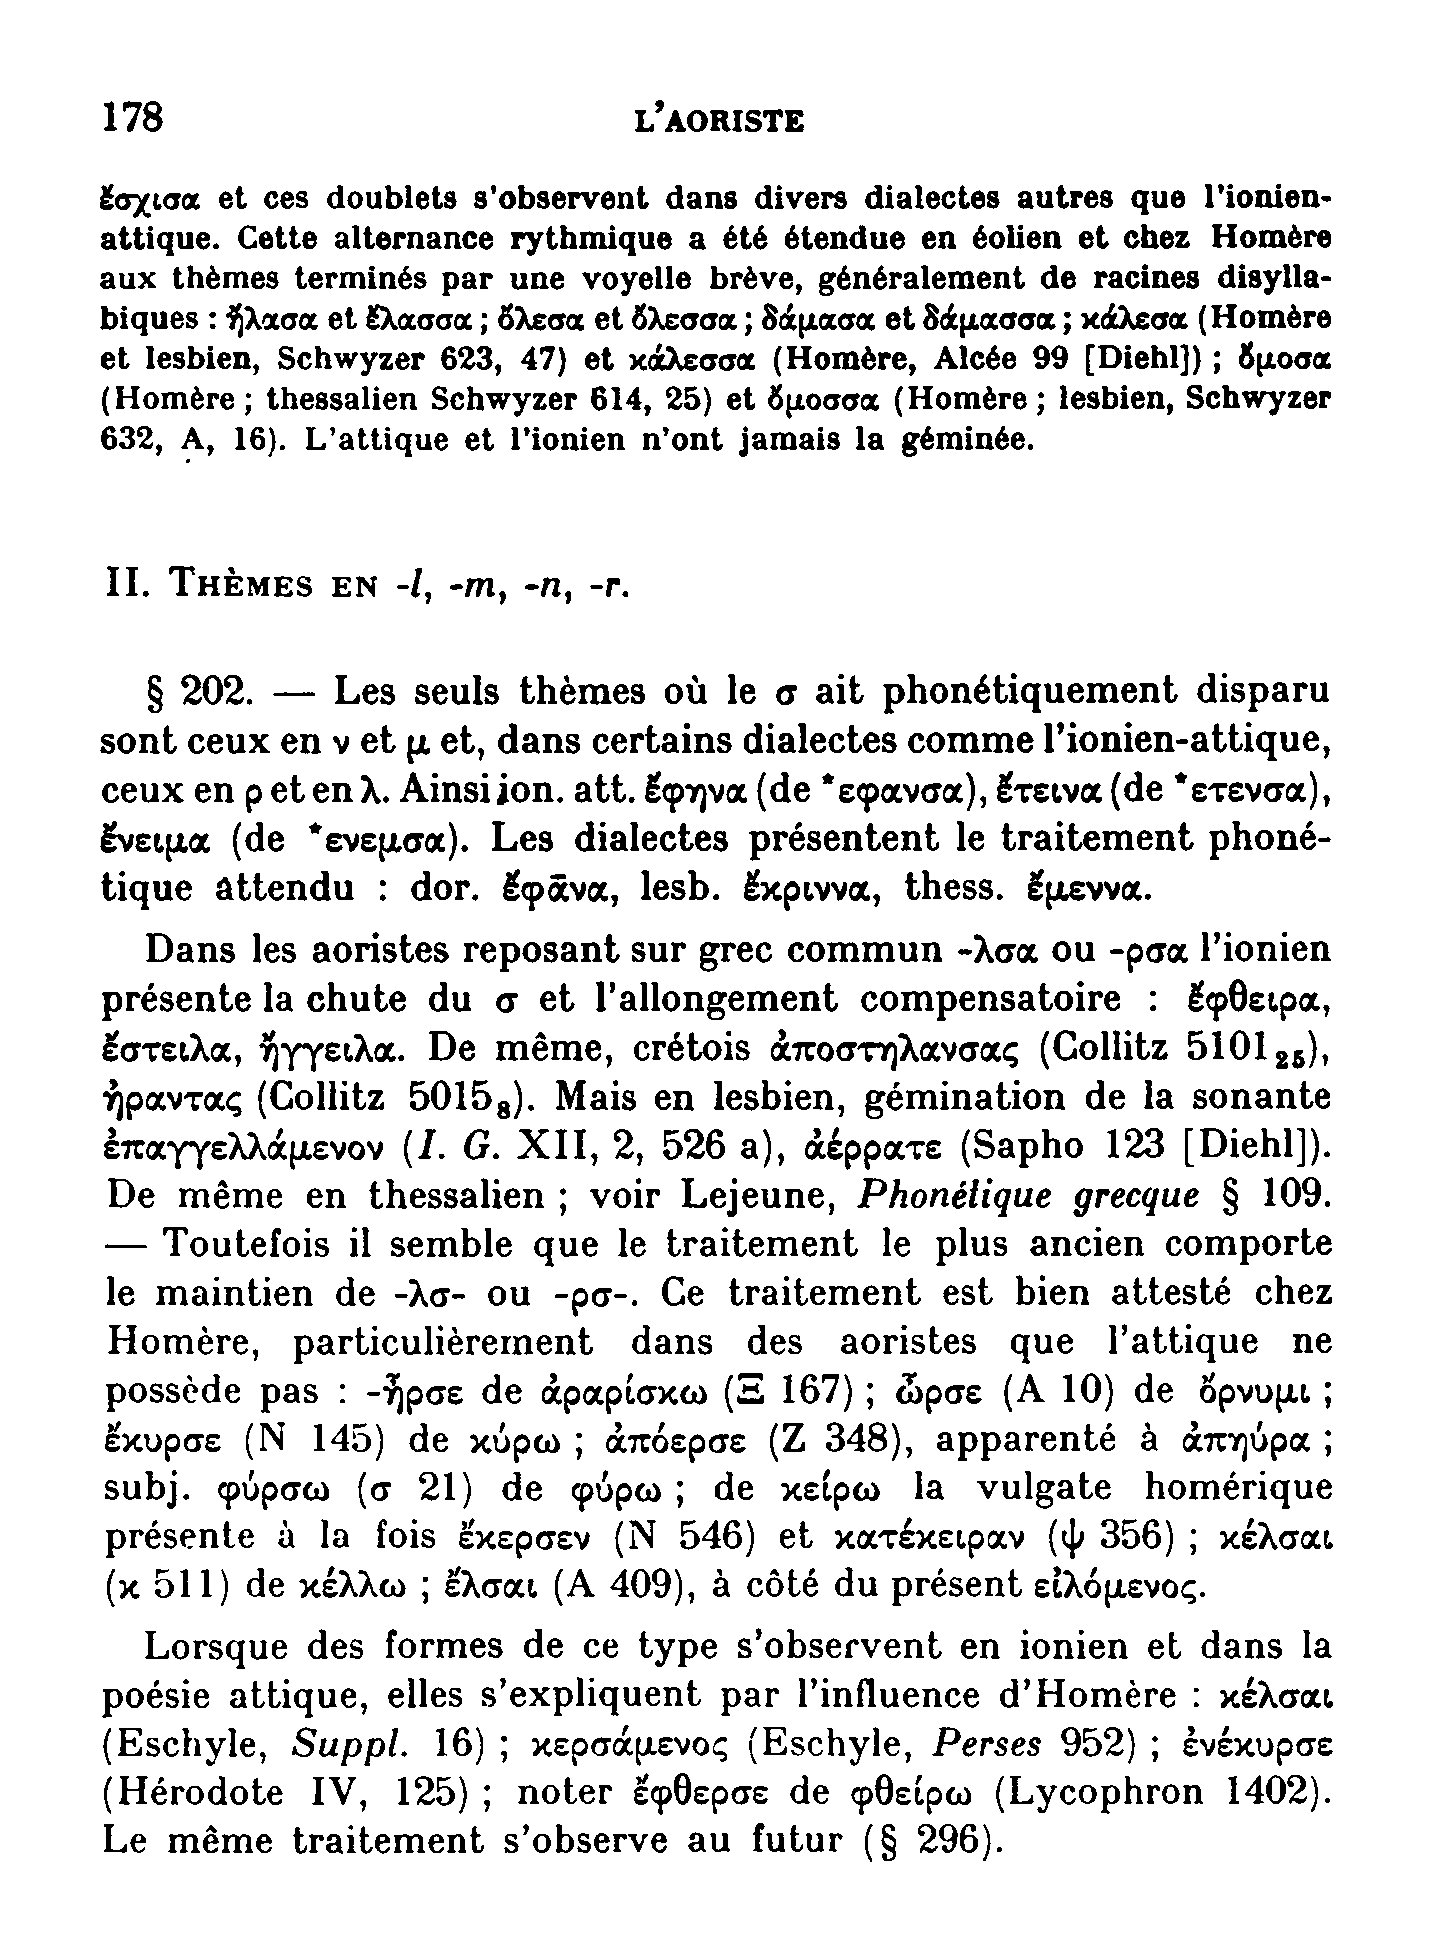 178
L'AORISTE
ἔσχισα et ces doublets s'observent dans divers dialectes autres que l'ionien-
attique. Cette alternance rythmique a été étendue en éolien et chez Homère
aux thèmes terminés par une voyelle brève, généralement de racines disylla-
biques : ἤλασα et ἔλασσα ; ὄλεσα et ὄλεσσα ; δάμασα et δάμασσα ; κάλεσα (Homère
et lesbien, Schwyzer 623, 47) et κάλεσσα (Homère, Alcée 99 [Diehl]) ; ὄμοσα
(Homère ; thessalien Schwyzer 614, 25) et ὄμοσσα (Homère ; lesbien, Schwyzer
632, A, 16). L'attique et l'ionien n'ont jamais la géminée.
II. THÈMES EN -l, -m, -n, -r.
§ 202. — Les seuls thèmes où le σ ait phonétiquement disparu
sont ceux en ν et μ et, dans certains dialectes comme l'ionien-attique,
ceux en ρ et en λ. Ainsi ion. att. ἔφηνα (de *εφανσα), ἔτεινα (de *ετενσα),
ἔνειμα (de *ενεμσα). Les dialectes présentent le traitement phoné-
tique attendu : dor. ἔφᾱνα, lesb. ἔκριννα, thess. ἔμεννα.
Dans les aoristes reposant sur grec commun -λσα ou -ρσα l'ionien
présente la chute du σ et l'allongement compensatoire : ἔφθειρα,
ἔστειλα, ἤγγειλα. De même, crétois ἀποστηλανσας (Collitz 5101₂₅),
ἠραντας (Collitz 5015₈). Mais en lesbien, gémination de la sonante
ἐπαγγελλάμενον (I. G. XII, 2, 526 a), ἀέρρατε (Sapho 123 [Diehl]).
De même en thessalien ; voir Lejeune, Phonétique grecque § 109.
— Toutefois il semble que le traitement le plus ancien comporte
le maintien de -λσ- ou -ρσ-. Ce traitement est bien attesté chez
Homère, particulièrement dans des aoristes que l'attique ne
possède pas : -ῆρσε de ἀραρίσκω (Ξ 167) ; ὦρσε (A 10) de ὄρνυμι ;
ἔκυρσε (N 145) de κύρω ; ἀπόερσε (Z 348), apparenté à ἀπηύρα ;
subj. φύρσω (σ 21) de φύρω ; de κείρω la vulgate homérique
présente à la fois ἔκερσεν (N 546) et κατέκειραν (ψ 356) ; κέλσαι
(κ 511) de κέλλω ; ἔλσαι (A 409), à côté du présent εἰλόμενος.
Lorsque des formes de ce type s'observent en ionien et dans la
poésie attique, elles s'expliquent par l'influence d'Homère : κέλσαι
(Eschyle, Suppl. 16) ; κερσάμενος (Eschyle, Perses 952) ; ἐνέκυρσε
(Hérodote IV, 125) ; noter ἔφθερσε de φθείρω (Lycophron 1402).
Le même traitement s'observe au futur (§ 296).